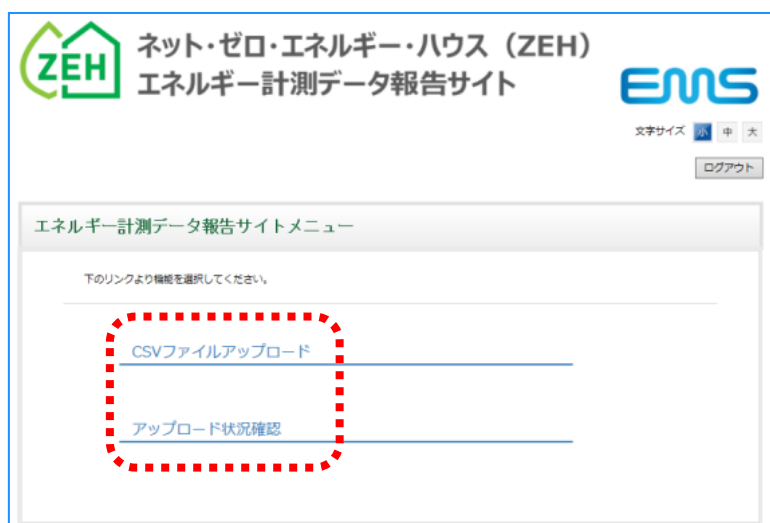 ZEH
ネット・ゼロ・エネルギー・ハウス（ZEH）
エネルギー計測データ報告サイト
EMS
文字サイズ 小 中 大
ログアウト
エネルギー計測データ報告サイトメニュー
下のリンクより機能を選択してください。
CSVファイルアップロード
アップロード状況確認